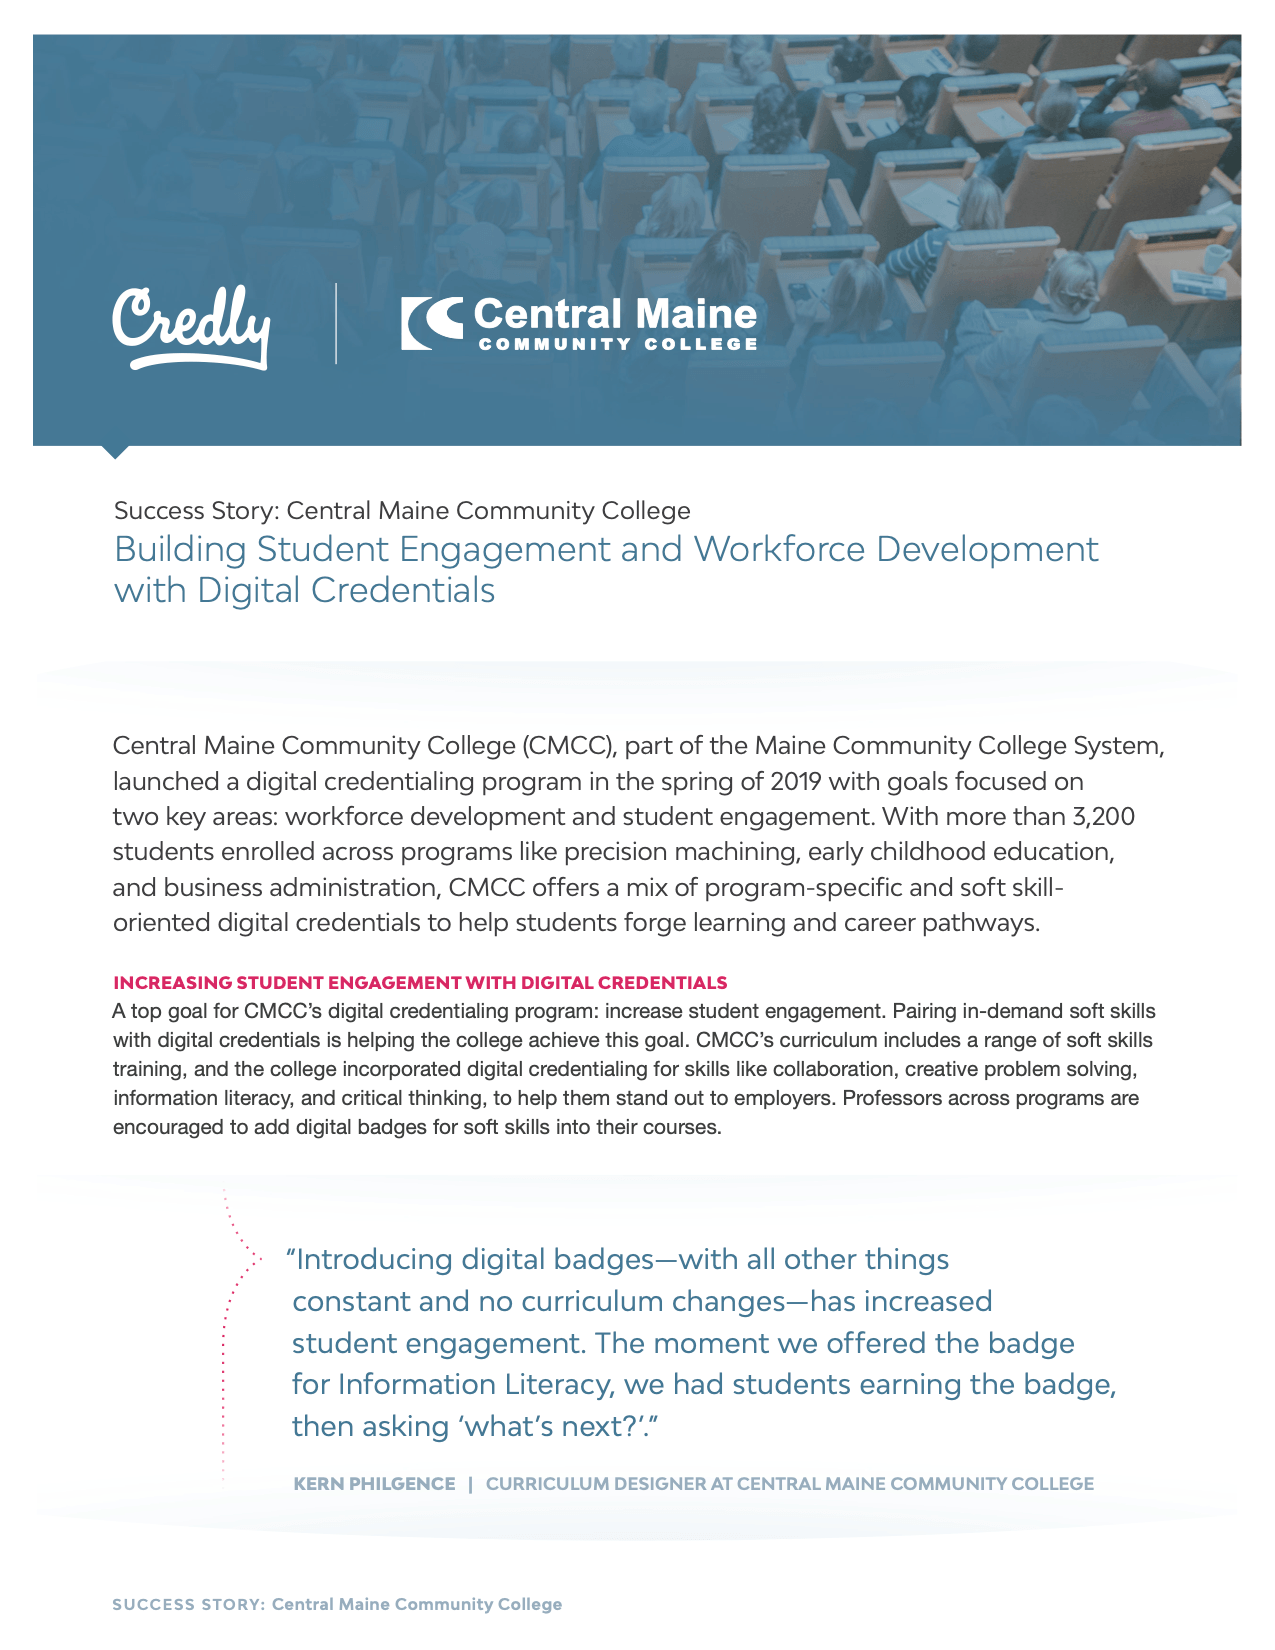 Credly
Central Maine
COMMUNITY COLLEGE
Success Story: Central Maine Community College
Building Student Engagement and Workforce Development
with Digital Credentials
Central Maine Community College (CMCC), part of the Maine Community College System,
launched a digital credentialing program in the spring of 2019 with goals focused on
two key areas: workforce development and student engagement. With more than 3,200
students enrolled across programs like precision machining, early childhood education,
and business administration, CMCC offers a mix of program-specific and soft skill-
oriented digital credentials to help students forge learning and career pathways.
INCREASING STUDENT ENGAGEMENT WITH DIGITAL CREDENTIALS
A top goal for CMCC’s digital credentialing program: increase student engagement. Pairing in-demand soft skills
with digital credentials is helping the college achieve this goal. CMCC’s curriculum includes a range of soft skills
training, and the college incorporated digital credentialing for skills like collaboration, creative problem solving,
information literacy, and critical thinking, to help them stand out to employers. Professors across programs are
encouraged to add digital badges for soft skills into their courses.
“Introducing digital badges—with all other things
constant and no curriculum changes—has increased
student engagement. The moment we offered the badge
for Information Literacy, we had students earning the badge,
then asking ‘what’s next?‘.”
KERN PHILGENCE | CURRICULUM DESIGNER AT CENTRAL MAINE COMMUNITY COLLEGE
SUCCESS STORY: Central Maine Community College